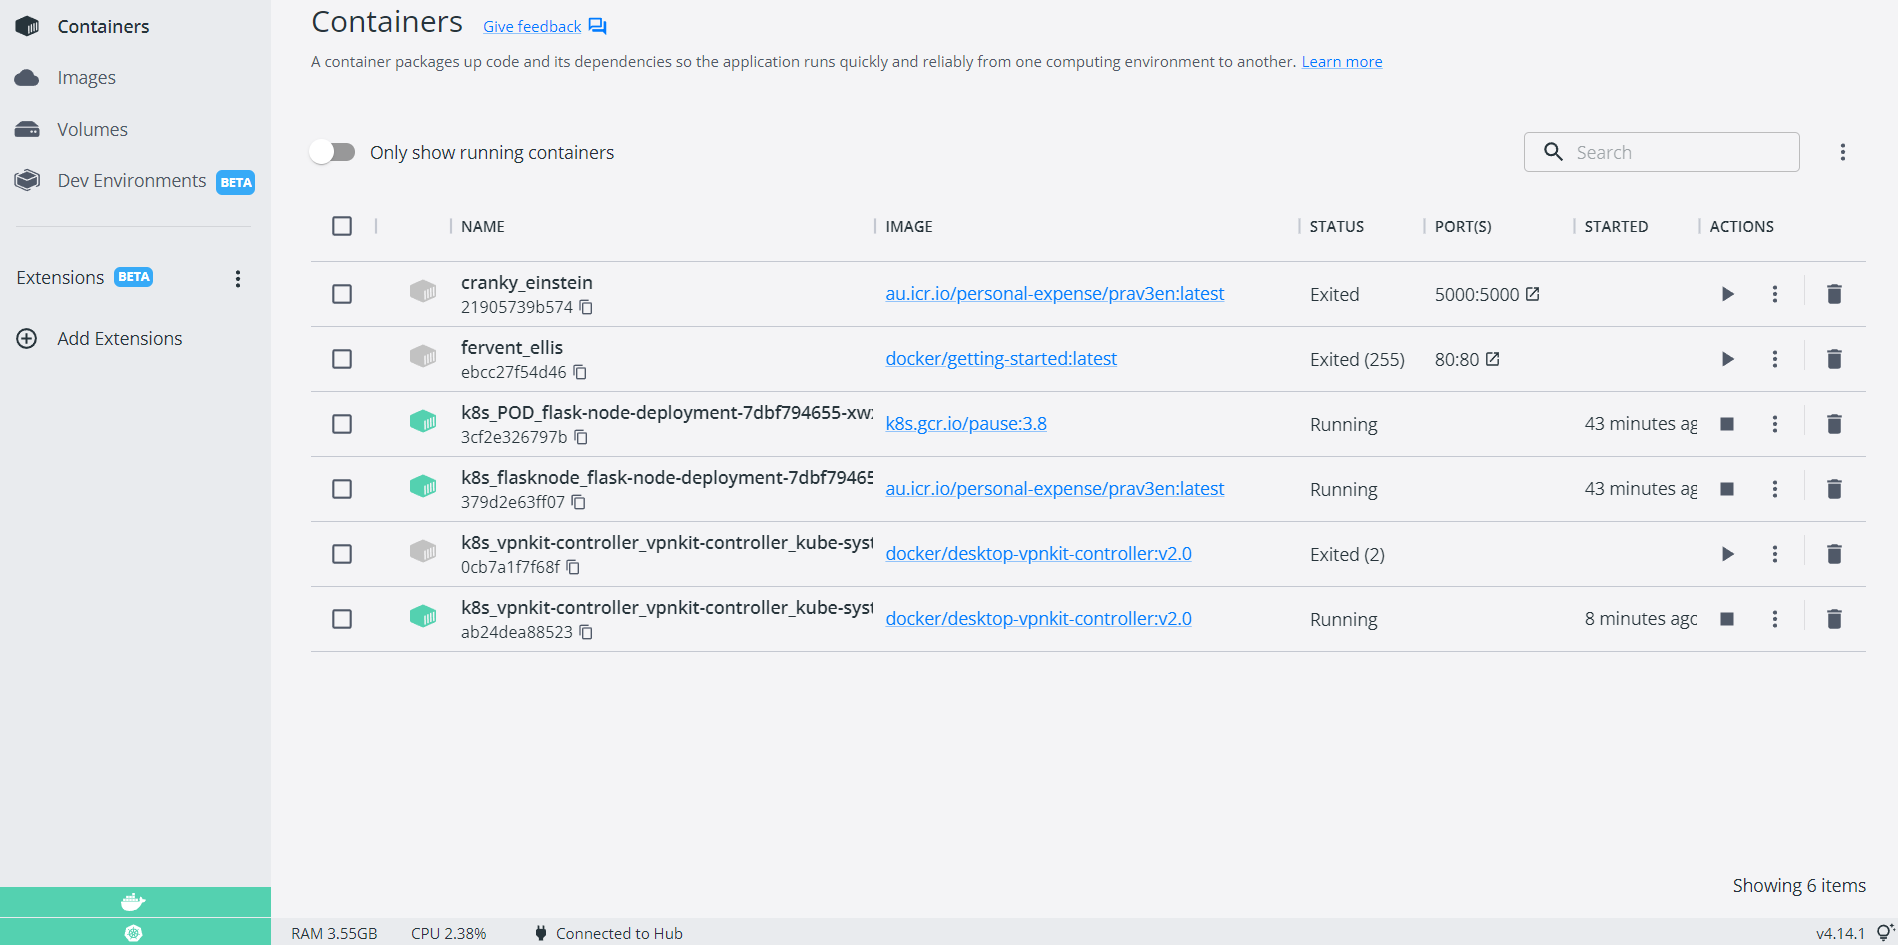 Containers
Images
Volumes
Dev Environments BETA
Extensions BETA
Add Extensions
Containers Give feedback
A container packages up code and its dependencies so the application runs quickly and reliably from one computing environment to another. Learn more
Only show running containers
Search
NAME IMAGE STATUS PORT(S) STARTED ACTIONS
cranky_einstein
21905739b574
au.icr.io/personal-expense/prav3en:latest Exited 5000:5000
fervent_ellis
ebcc27f54d46
docker/getting-started:latest Exited (255) 80:80
k8s_POD_flask-node-deployment-7dbf794655-xw
3cf2e326797b
k8s.gcr.io/pause:3.8 Running 43 minutes ag
k8s_flasknode_flask-node-deployment-7dbf79465
379d2e63ff07
au.icr.io/personal-expense/prav3en:latest Running 43 minutes ag
k8s_vpnkit-controller_vpnkit-controller_kube-syst
0cb7a1f7f68f
docker/desktop-vpnkit-controller:v2.0 Exited (2)
k8s_vpnkit-controller_vpnkit-controller_kube-syst
ab24dea88523
docker/desktop-vpnkit-controller:v2.0 Running 8 minutes ago
Showing 6 items
RAM 3.55GB CPU 2.38% Connected to Hub v4.14.1